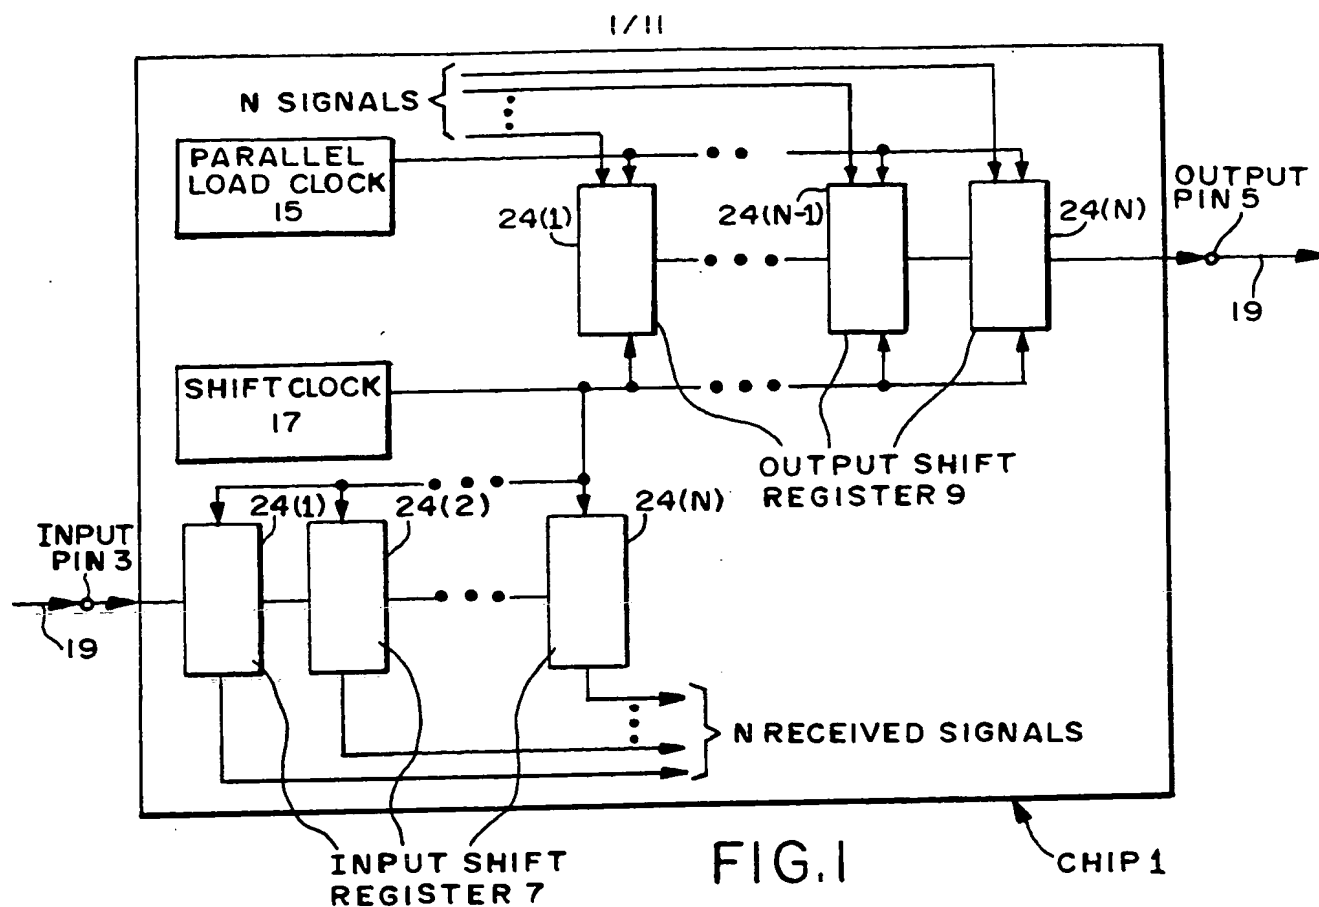 1/11
N SIGNALS
PARALLEL
LOAD CLOCK
15
24(1)
24(N-1)
24(N)
OUTPUT
PIN 5
19
SHIFT CLOCK
17
OUTPUT SHIFT
REGISTER 9
24(1)
24(2)
24(N)
INPUT
PIN 3
19
N RECEIVED SIGNALS
INPUT SHIFT
REGISTER 7
FIG. 1
CHIP 1